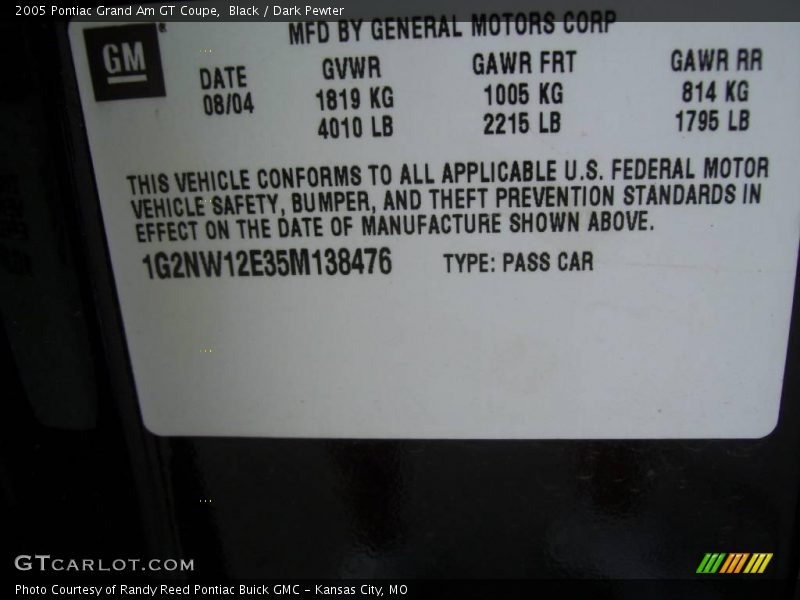 2005 Pontiac Grand Am GT Coupe, Black / Dark Pewter
MFD BY GENERAL MOTORS CORP
GM ®
DATE GVWR GAWR FRT GAWR RR
08/04 1819 KG 1005 KG 814 KG
4010 LB 2215 LB 1795 LB
THIS VEHICLE CONFORMS TO ALL APPLICABLE U.S. FEDERAL MOTOR
VEHICLE SAFETY, BUMPER, AND THEFT PREVENTION STANDARDS IN
EFFECT ON THE DATE OF MANUFACTURE SHOWN ABOVE.
1G2NW12E35M138476 TYPE: PASS CAR
GTCARLOT.COM
Photo Courtesy of Randy Reed Pontiac Buick GMC - Kansas City, MO